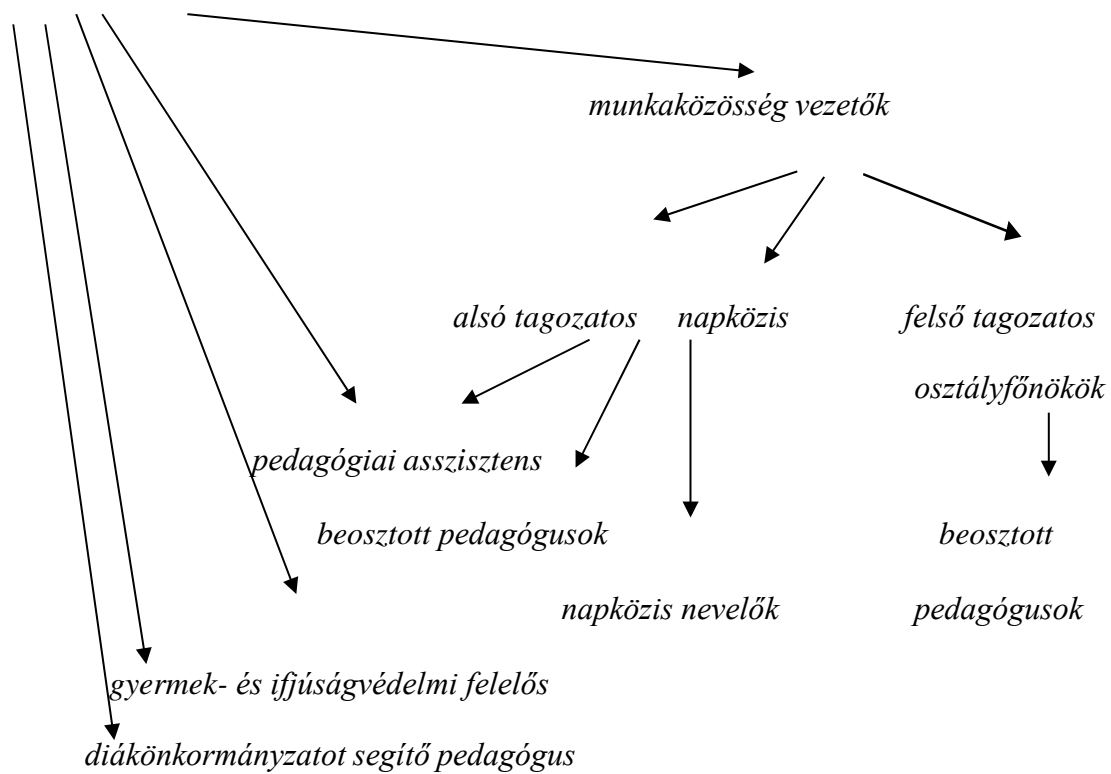 munkaközösség vezetők
alsó tagozatos napközis felső tagozatos
osztályfőnökök
pedagógiai asszisztens
beosztott pedagógusok beosztott
napközis nevelők pedagógusok
gyermek- és ifjúságvédelmi felelős
diákönkormányzatot segítő pedagógus